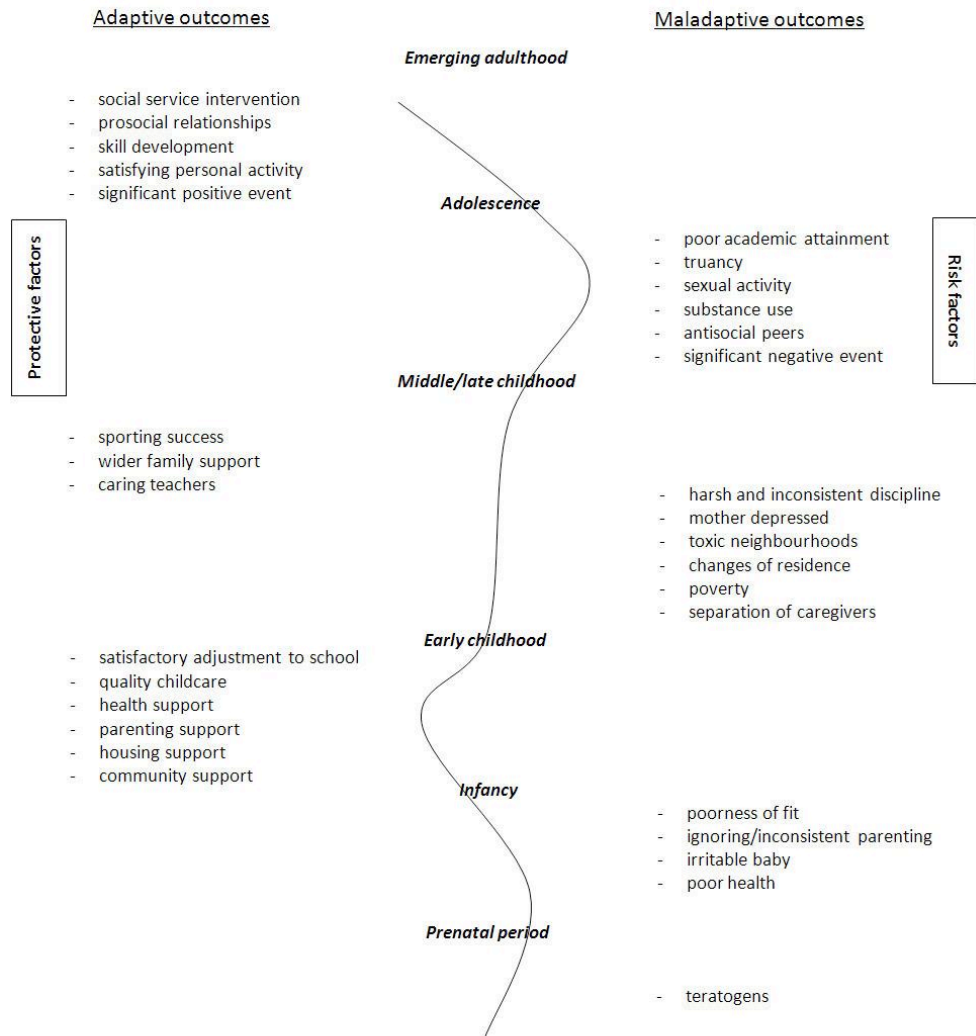 Adaptive outcomes
Maladaptive outcomes
Emerging adulthood
- social service intervention
- prosocial relationships
- skill development
- satisfying personal activity
- significant positive event
Adolescence
Protective factors
Risk factors
- poor academic attainment
- truancy
- sexual activity
- substance use
- antisocial peers
- significant negative event
Middle/late childhood
- sporting success
- wider family support
- caring teachers
- harsh and inconsistent discipline
- mother depressed
- toxic neighbourhoods
- changes of residence
- poverty
- separation of caregivers
Early childhood
- satisfactory adjustment to school
- quality childcare
- health support
- parenting support
- housing support
- community support
Infancy
- poorness of fit
- ignoring/inconsistent parenting
- irritable baby
- poor health
Prenatal period
- teratogens